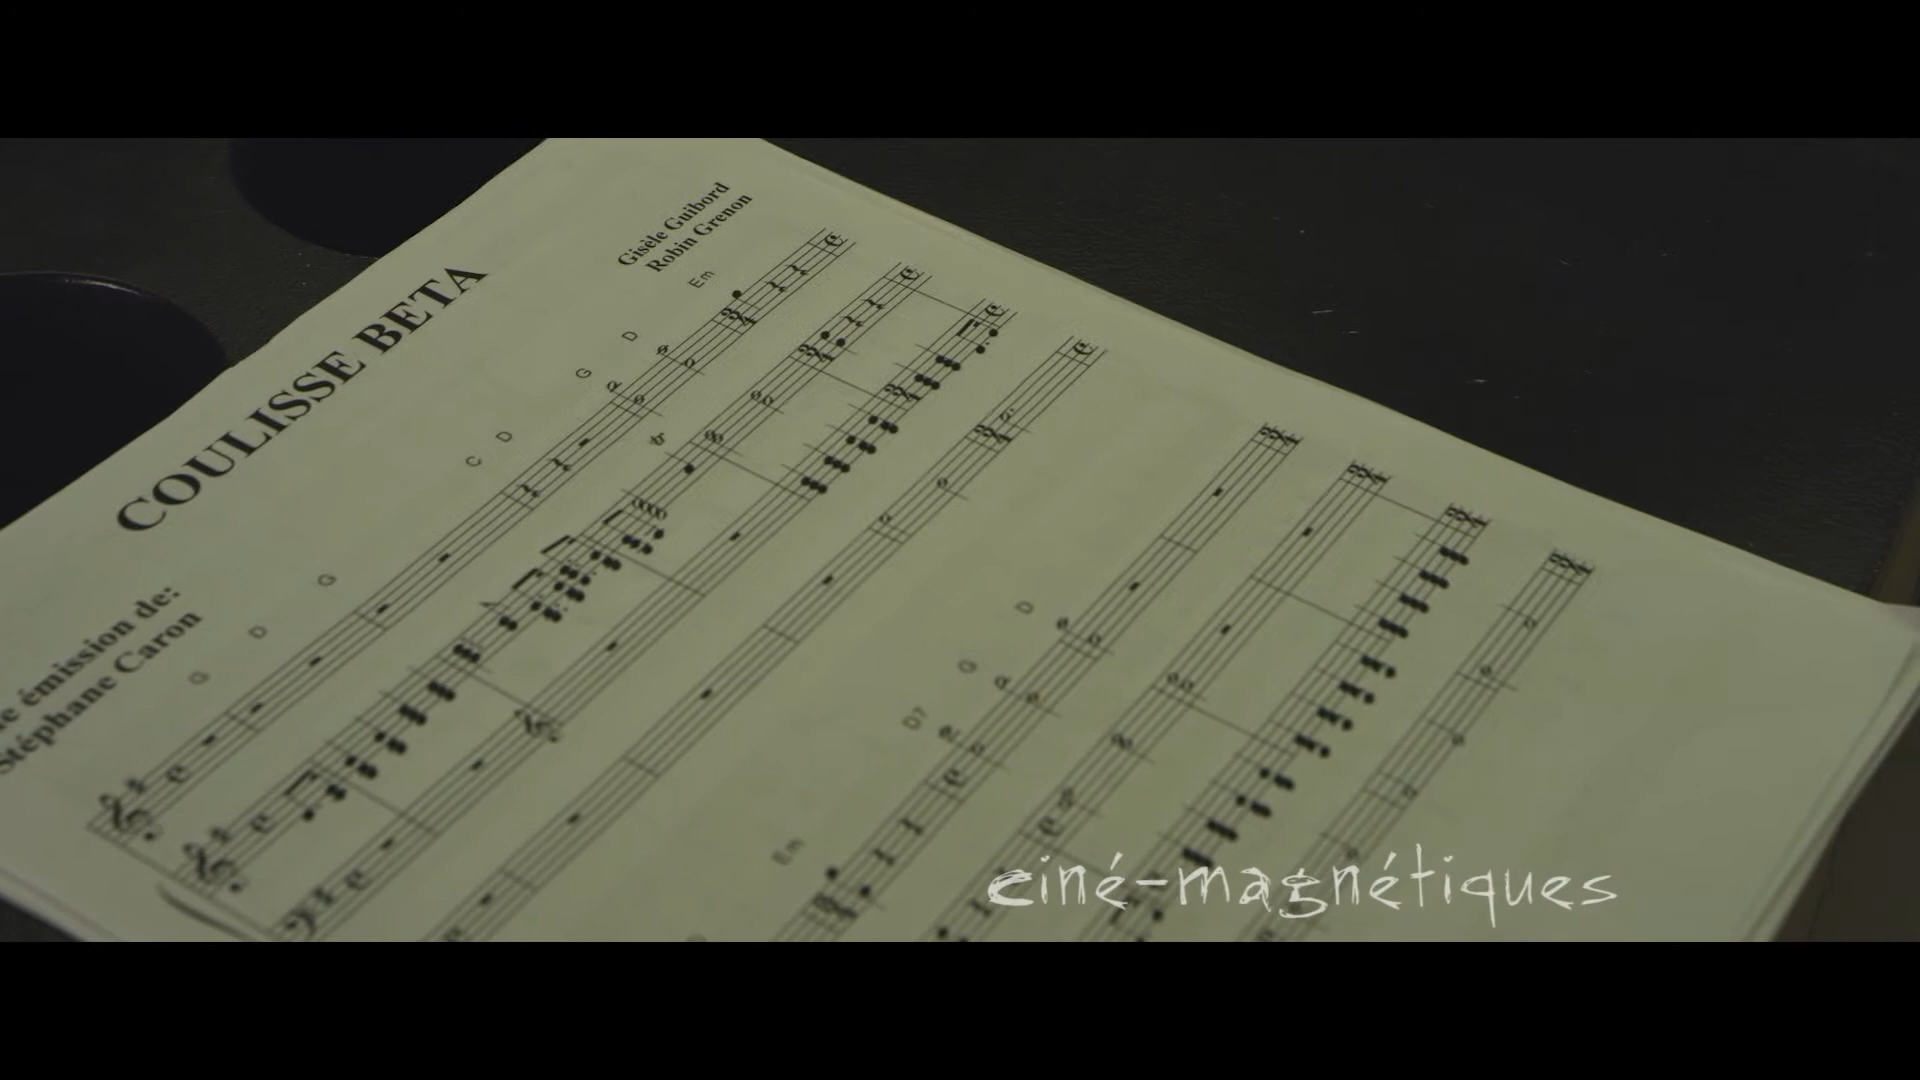 COULISSE BETA
Gisèle Guibord
Robin Grenon
émission de:
Stéphane Caron
G D G C D G D Em
Em D7 G D
ciné-magnétiques